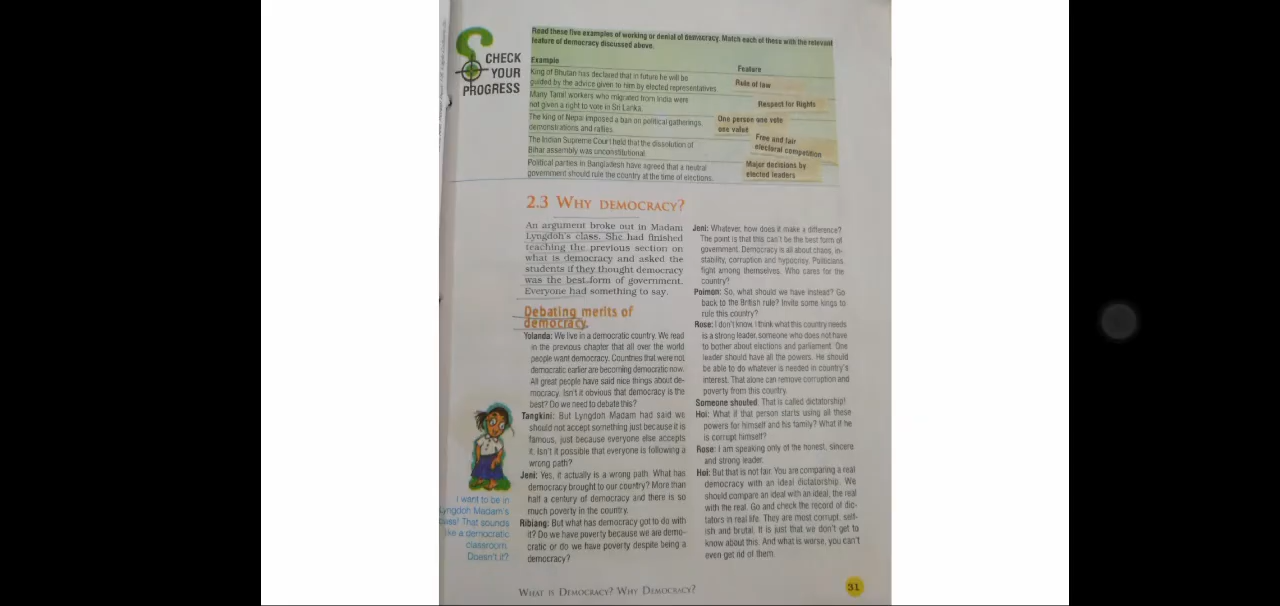 CHECK
YOUR
PROGRESS
Read these five examples of working or denial of democracy. Match each of these with the relevant
feature of democracy discussed above.
Example
Feature
King of Bhutan has declared that in future he will be
guided by the advice given to him by elected representatives.
Rule of law
Many Tamil workers who migrated from India were
not given a right to vote in Sri Lanka.
Respect for Rights
The king of Nepal imposed a ban on political gatherings,
demonstrations and rallies.
One person one vote
one value
The Indian Supreme Court held that the dissolution of
Bihar assembly was unconstitutional.
Free and fair
electoral competition
Political parties in Bangladesh have agreed that a neutral
government should rule the country at the time of elections.
Major decisions by
elected leaders
2.3 WHY DEMOCRACY?
An argument broke out in Madam
Lyngdoh's class. She had finished
teaching the previous section on
what is democracy and asked the
students if they thought democracy
was the best form of government.
Everyone had something to say.
Debating merits of
democracy.
Yolanda: We live in a democratic country. We read
in the previous chapter that all over the world
people want democracy. Countries that were not
democratic earlier are becoming democratic now.
All great people have said nice things about de-
mocracy. Isn't it obvious that democracy is the
best? Do we need to debate this?
Tangkini: But Lyngdoh Madam had said we
should not accept something just because it is
famous, just because everyone else accepts
it. Isn't it possible that everyone is following a
wrong path?
Jeni: Yes, it actually is a wrong path. What has
democracy brought to our country? More than
half a century of democracy and there is so
much poverty in the country.
Ribiang: But what has democracy got to do with
it? Do we have poverty because we are demo-
cratic or do we have poverty despite being a
democracy?
I want to be in
Lyngdoh Madam's
class! That sounds
like a democratic
classroom.
Doesn't it?
Jeni: Whatever, how does it make a difference?
The point is that this can't be the best form of
government. Democracy is all about chaos, in-
stability, corruption and hypocrisy. Politicians
fight among themselves. Who cares for the
country?
Poimon: So, what should we have instead? Go
back to the British rule? Invite some kings to
rule this country?
Rose: I don't know. I think what this country needs
is a strong leader, someone who does not have
to bother about elections and parliament. One
leader should have all the powers. He should
be able to do whatever is needed in country's
interest. That alone can remove corruption and
poverty from this country.
Someone shouted: That is called dictatorship!
Hoi: What if that person starts using all these
powers for himself and his family? What if he
is corrupt himself?
Rose: I am speaking only of the honest, sincere
and strong leader.
Hoi: But that is not fair. You are comparing a real
democracy with an ideal dictatorship. We
should compare an ideal with an ideal, the real
with the real. Go and check the record of dic-
tators in real life. They are most corrupt, self-
ish and brutal. It is just that we don't get to
know about this. And what is worse, you can't
even get rid of them.
WHAT IS DEMOCRACY? WHY DEMOCRACY?
31